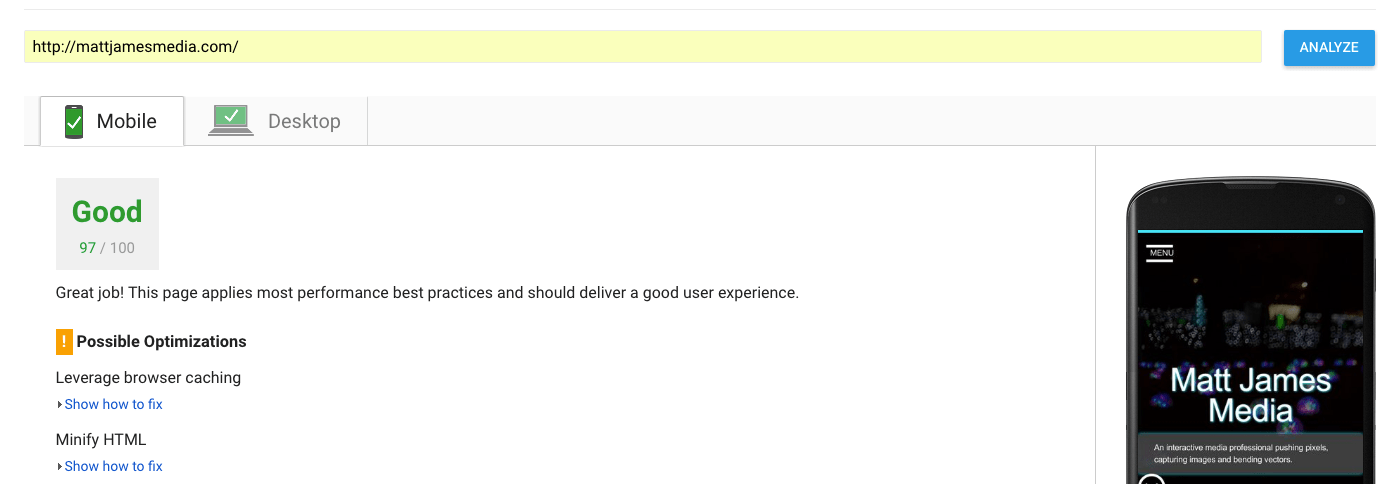 http://mattjamesmedia.com/
ANALYZE
Mobile
Desktop
Good
97 / 100
Great job! This page applies most performance best practices and should deliver a good user experience.
! Possible Optimizations
Leverage browser caching
Show how to fix
Minify HTML
Show how to fix
MENU
Matt James
Media
An interactive media professional pushing pixels,
capturing images and bending vectors.